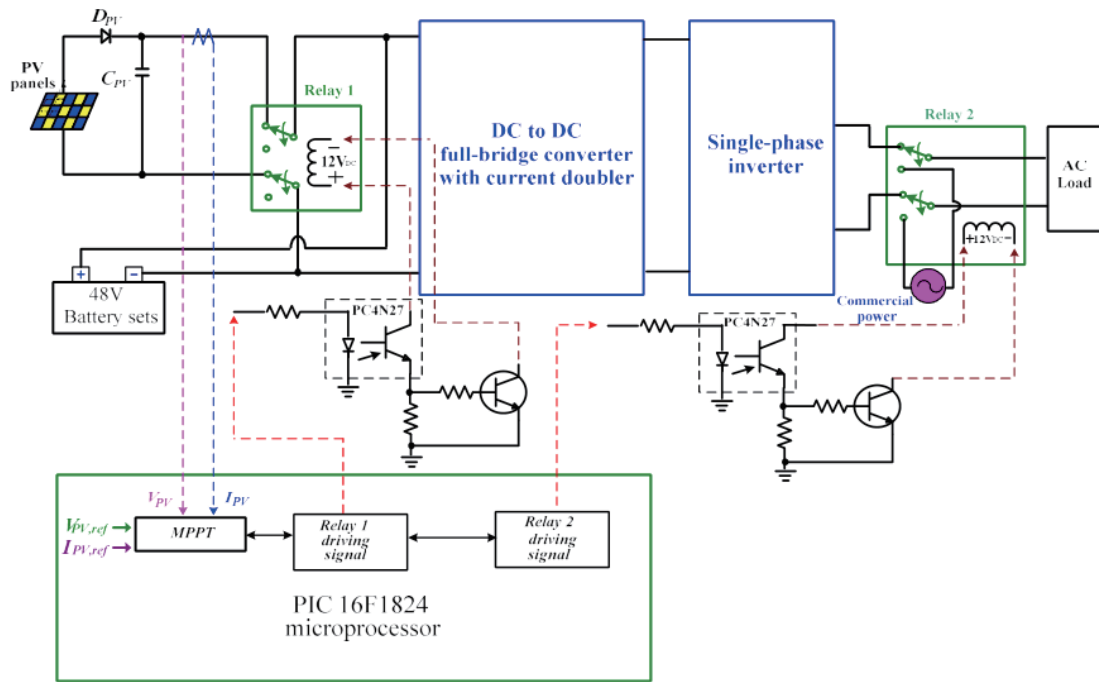 D_PV
PV
panels
C_PV
Relay 1
−
12V_DC
+
DC to DC
full-bridge converter
with current doubler
Single-phase
inverter
Relay 2
AC
Load
+12V_DC−
+ −
48V
Battery sets
Commercial
power
PC4N27
PC4N27
V_PV
I_PV
V_PV,ref
I_PV,ref
MPPT
Relay 1
driving
signal
Relay 2
driving
signal
PIC 16F1824
microprocessor